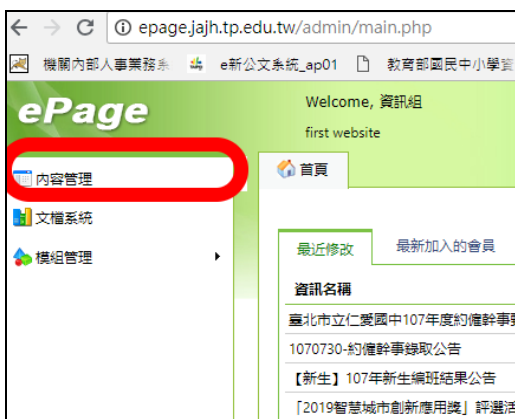 epage.jajh.tp.edu.tw/admin/main.php
機關內部人事業務系 e新公文系統_ap01 教育部國民中小學資
ePage
Welcome, 資訊組
first website
內容管理
首頁
文檔系統
最近修改 最新加入的會員
模組管理
資訊名稱
臺北市立仁愛國中107年度約僱幹事
1070730-約僱幹事錄取公告
【新生】107年新生編班結果公告
「2019智慧城市創新應用獎」評選活